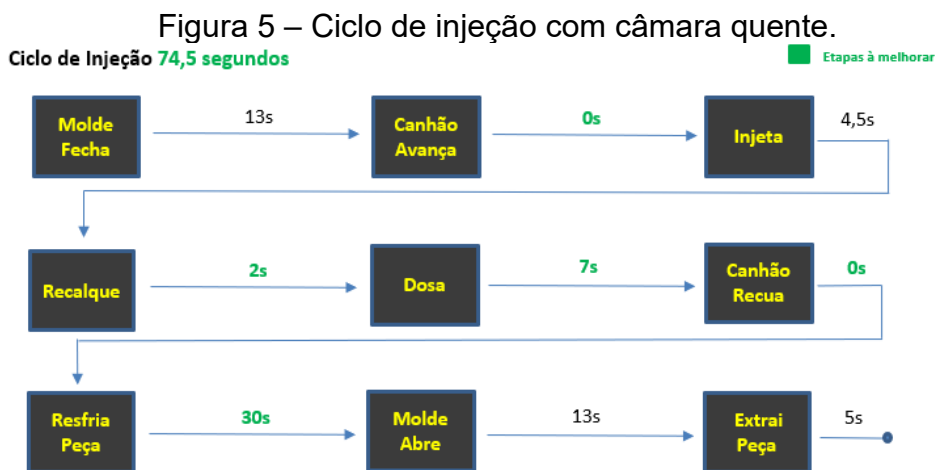 Figura 5 – Ciclo de injeção com câmara quente.
Ciclo de Injeção 74,5 segundos
Etapas à melhorar
Molde
Fecha
13s
Canhão
Avança
0s
Injeta
4,5s
Recalque
2s
Dosa
7s
Canhão
Recua
0s
Resfria
Peça
30s
Molde
Abre
13s
Extrai
Peça
5s